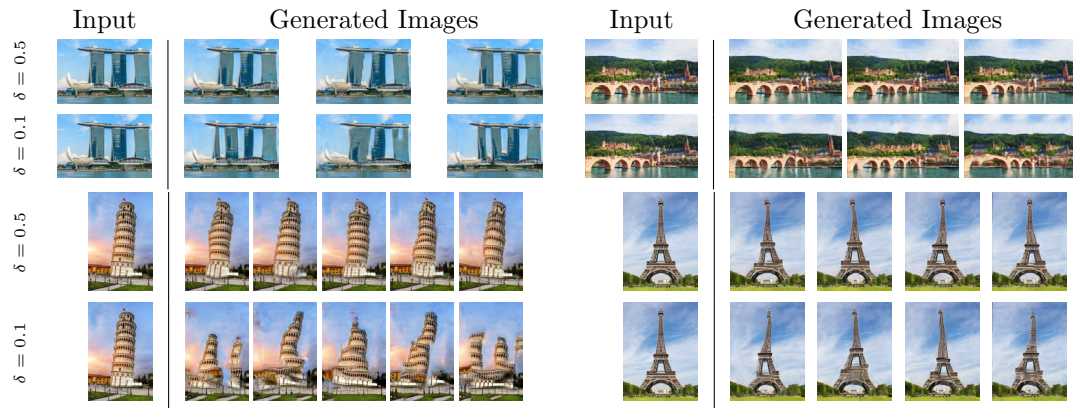 Input Generated Images Input Generated Images
δ = 0.5
δ = 0.1
δ = 0.5
δ = 0.1